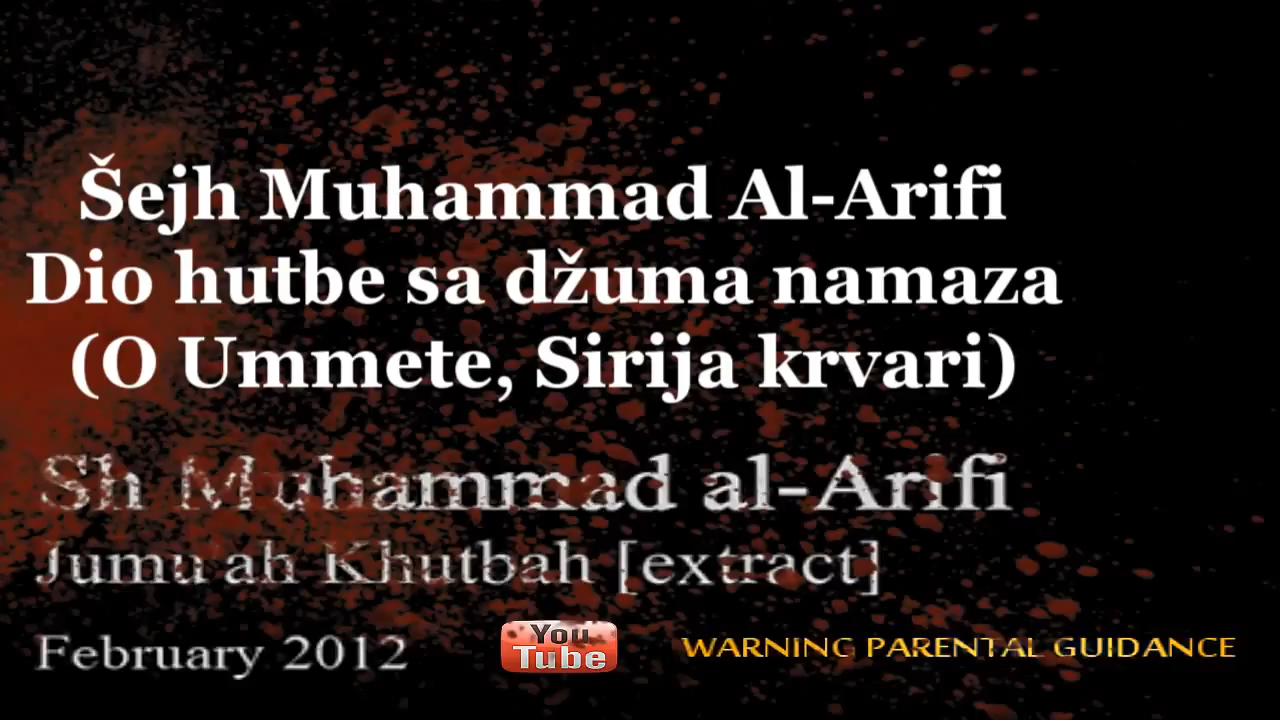 Šejh Muhammad Al-Arifi
Dio hutbe sa džuma namaza
(O Ummete, Sirija krvari)
Sh Muhammad al-Arifi
Jumu'ah Khutbah [extract]
February 2012
You
Tube
WARNING PARENTAL GUIDANCE